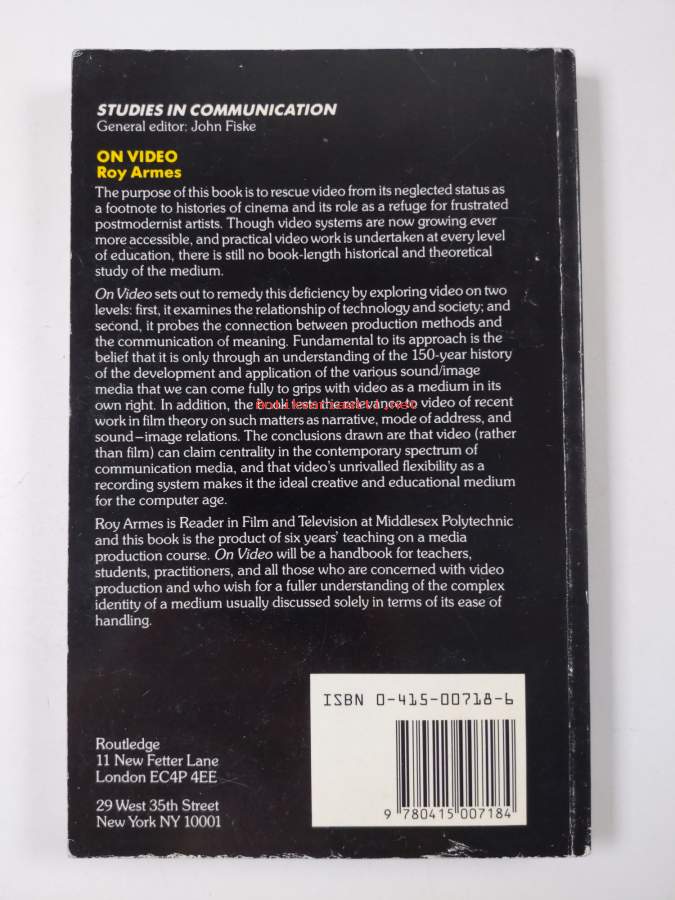 STUDIES IN COMMUNICATION
General editor: John Fiske
ON VIDEO
Roy Armes
The purpose of this book is to rescue video from its neglected status as
a footnote to histories of cinema and its role as a refuge for frustrated
postmodernist artists. Though video systems are now growing ever
more accessible, and practical video work is undertaken at every level
of education, there is still no book-length historical and theoretical
study of the medium.
On Video sets out to remedy this deficiency by exploring video on two
levels: first, it examines the relationship of technology and society; and
second, it probes the connection between production methods and
the communication of meaning. Fundamental to its approach is the
belief that it is only through an understanding of the 150-year history
of the development and application of the various sound/image
media that we can come fully to grips with video as a medium in its
own right. In addition, the book tests the relevance to video of recent
work in film theory on such matters as narrative, mode of address, and
sound–image relations. The conclusions drawn are that video (rather
than film) can claim centrality in the contemporary spectrum of
communication media, and that video's unrivalled flexibility as a
recording system makes it the ideal creative and educational medium
for the computer age.
Roy Armes is Reader in Film and Television at Middlesex Polytechnic
and this book is the product of six years' teaching on a media
production course. On Video will be a handbook for teachers,
students, practitioners, and all those who are concerned with video
production and who wish for a fuller understanding of the complex
identity of a medium usually discussed solely in terms of its ease of
handling.
ISBN 0-415-00718-6
9 780415 007184
Routledge
11 New Fetter Lane
London EC4P 4EE
29 West 35th Street
New York NY 10001